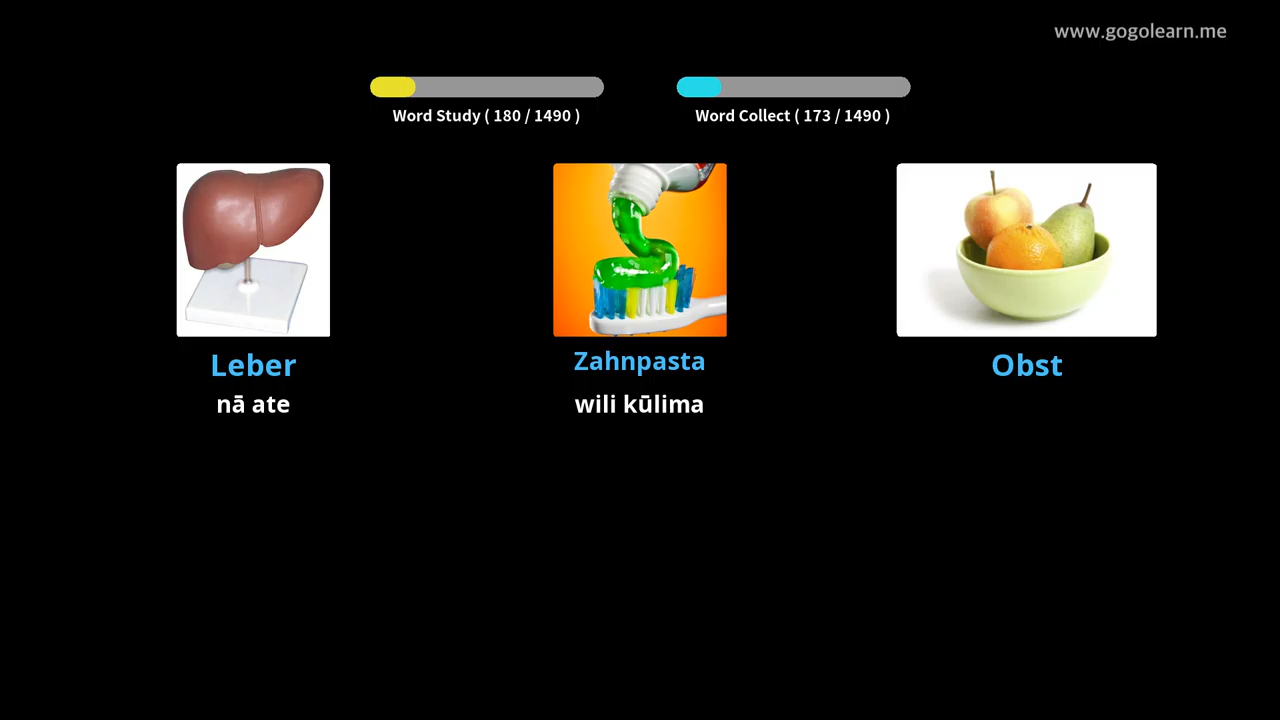 www.gogolearn.me
Word Study ( 180 / 1490 )
Word Collect ( 173 / 1490 )
Leber
nā ate
Zahnpasta
wili kūlima
Obst